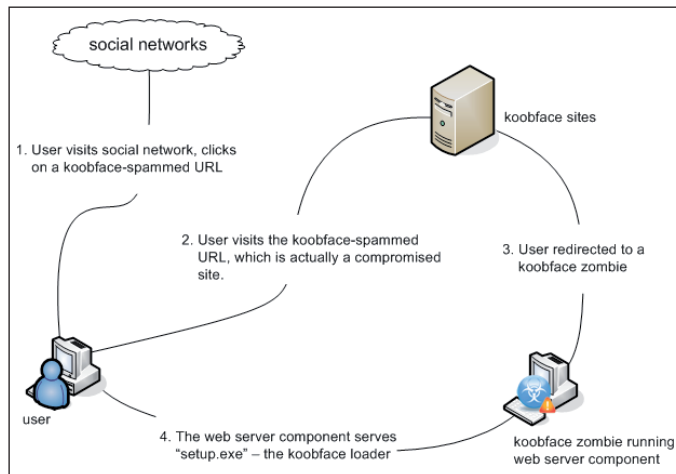 social networks
koobface sites
1. User visits social network, clicks
on a koobface-spammed URL
2. User visits the koobface-spammed
URL, which is actually a compromised
site.
3. User redirected to a
koobface zombie
user
4. The web server component serves
“setup.exe” – the koobface loader
koobface zombie running
web server component